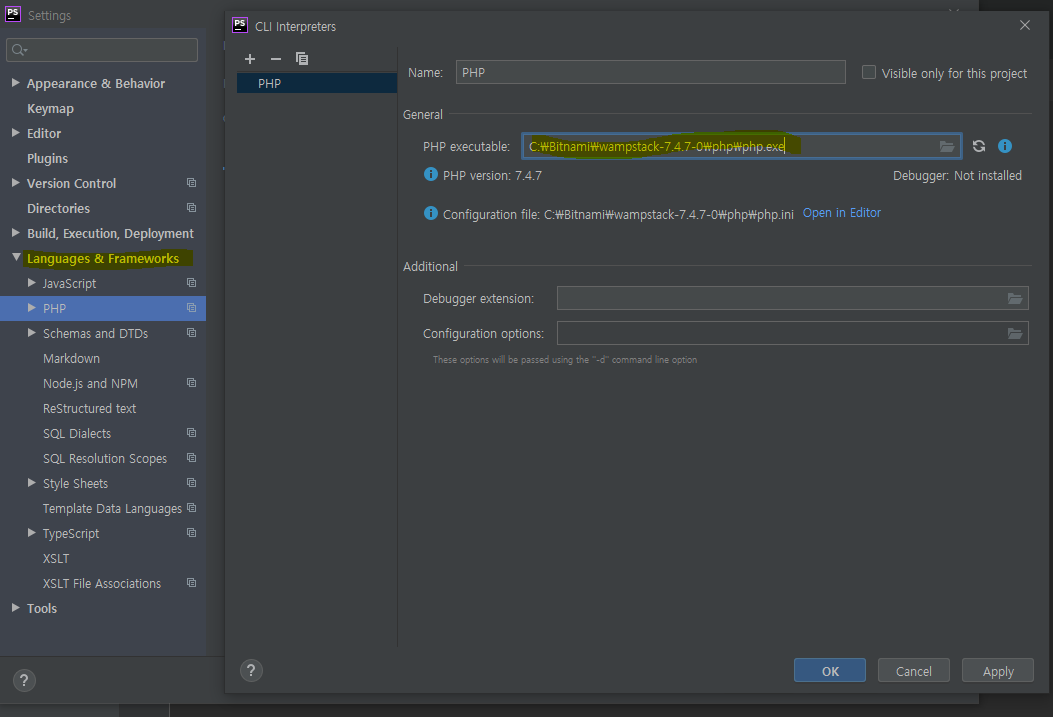 PS Settings
PS CLI Interpreters
Appearance & Behavior
Keymap
Editor
Plugins
Version Control
Directories
Build, Execution, Deployment
Languages & Frameworks
JavaScript
PHP
Schemas and DTDs
Markdown
Node.js and NPM
ReStructured text
SQL Dialects
SQL Resolution Scopes
Style Sheets
Template Data Languages
TypeScript
XSLT
XSLT File Associations
Tools
?
PHP
Name: PHP
Visible only for this project
General
PHP executable: C:₩Bitnami₩wampstack-7.4.7-0₩php₩php.exe
PHP version: 7.4.7
Debugger: Not installed
Configuration file: C:₩Bitnami₩wampstack-7.4.7-0₩php₩php.ini Open in Editor
Additional
Debugger extension:
Configuration options:
These options will be passed using the "-d" command line option
?
OK
Cancel
Apply